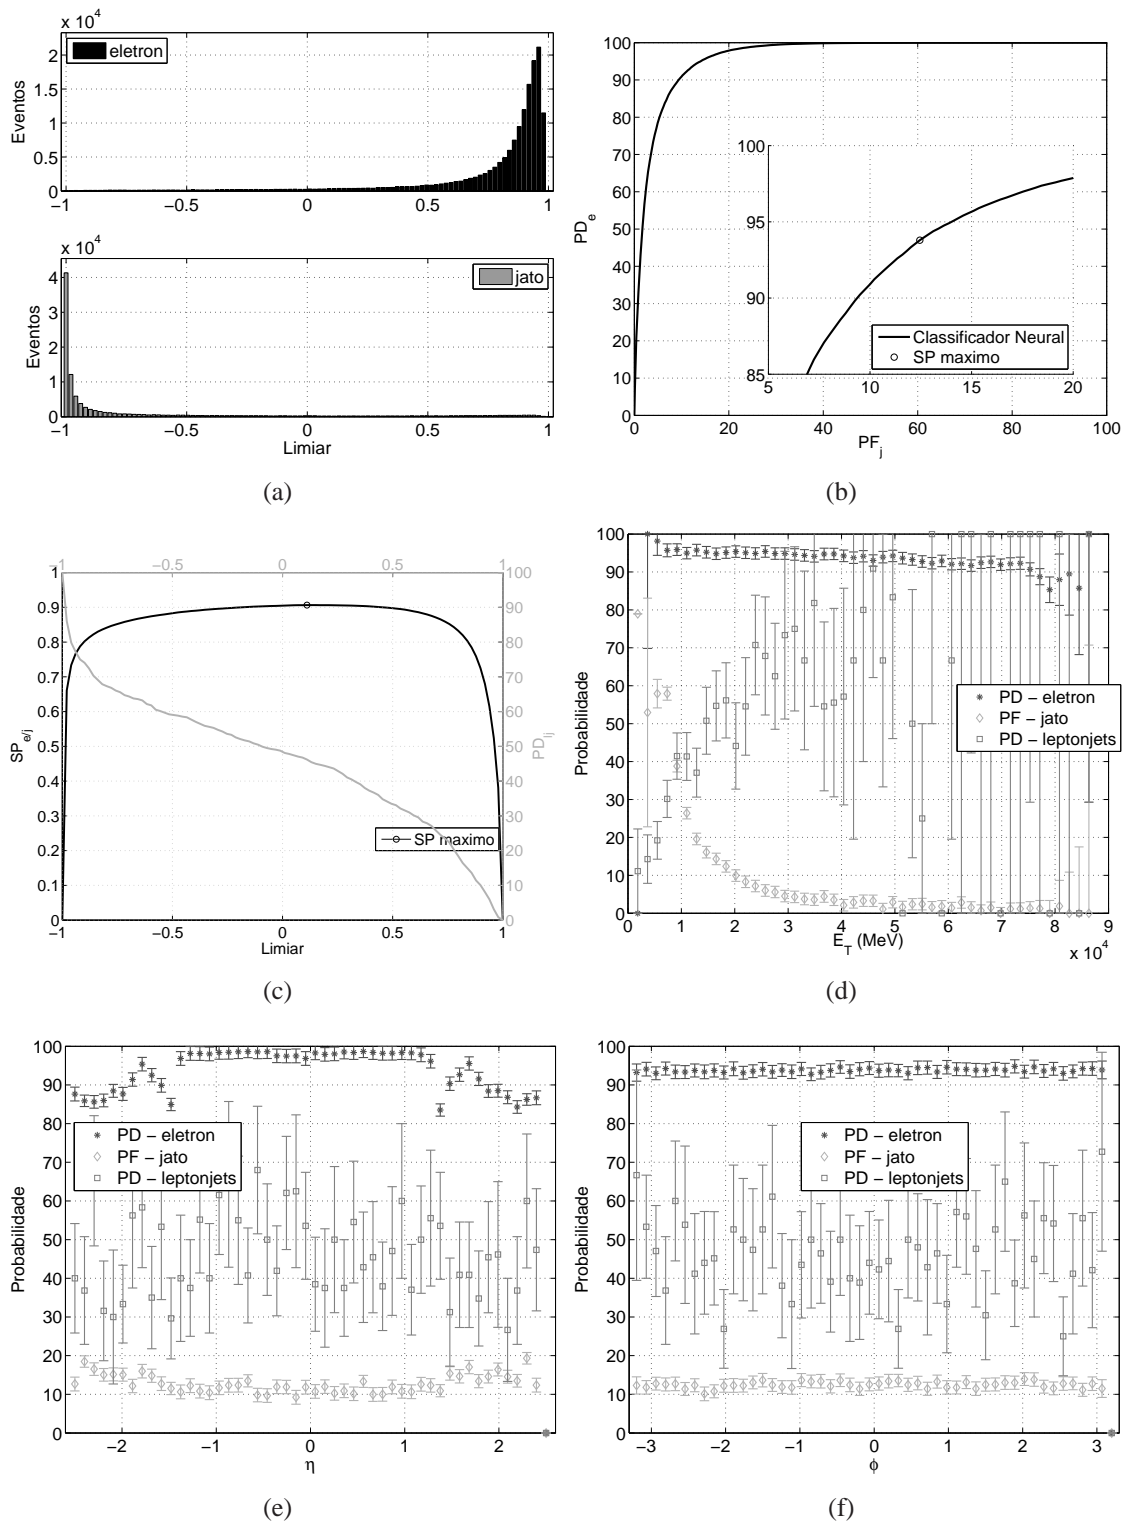 x 10^4
eletron
Eventos
2
1.5
1
0.5
0
−1 −0.5 0 0.5 1
x 10^4
jato
Eventos
4
3
2
1
0
−1 −0.5 0 0.5 1
Limiar
(a)
100
90
80
70
60
50
40
30
20
10
0
PD_e
100
95
90
85
5 10 15 20
Classificador Neural
SP maximo
0 20 40 60 80 100
PF_j
(b)
−1 −0.5 0 0.5 1
1
0.9
0.8
0.7
0.6
0.5
0.4
0.3
0.2
0.1
0
SP_e/j
100
90
80
70
60
50
40
30
20
10
0
PD_lj
SP maximo
−1 −0.5 0 0.5 1
Limiar
(c)
100
90
80
70
60
50
40
30
20
10
0
Probabilidade
PD − eletron
PF − jato
PD − leptonjets
0 1 2 3 4 5 6 7 8 9
E_T (MeV)
x 10^4
(d)
100
90
80
70
60
50
40
30
20
10
0
Probabilidade
PD − eletron
PF − jato
PD − leptonjets
−2 −1 0 1 2
η
(e)
100
90
80
70
60
50
40
30
20
10
0
Probabilidade
PD − eletron
PF − jato
PD − leptonjets
−3 −2 −1 0 1 2 3
ϕ
(f)